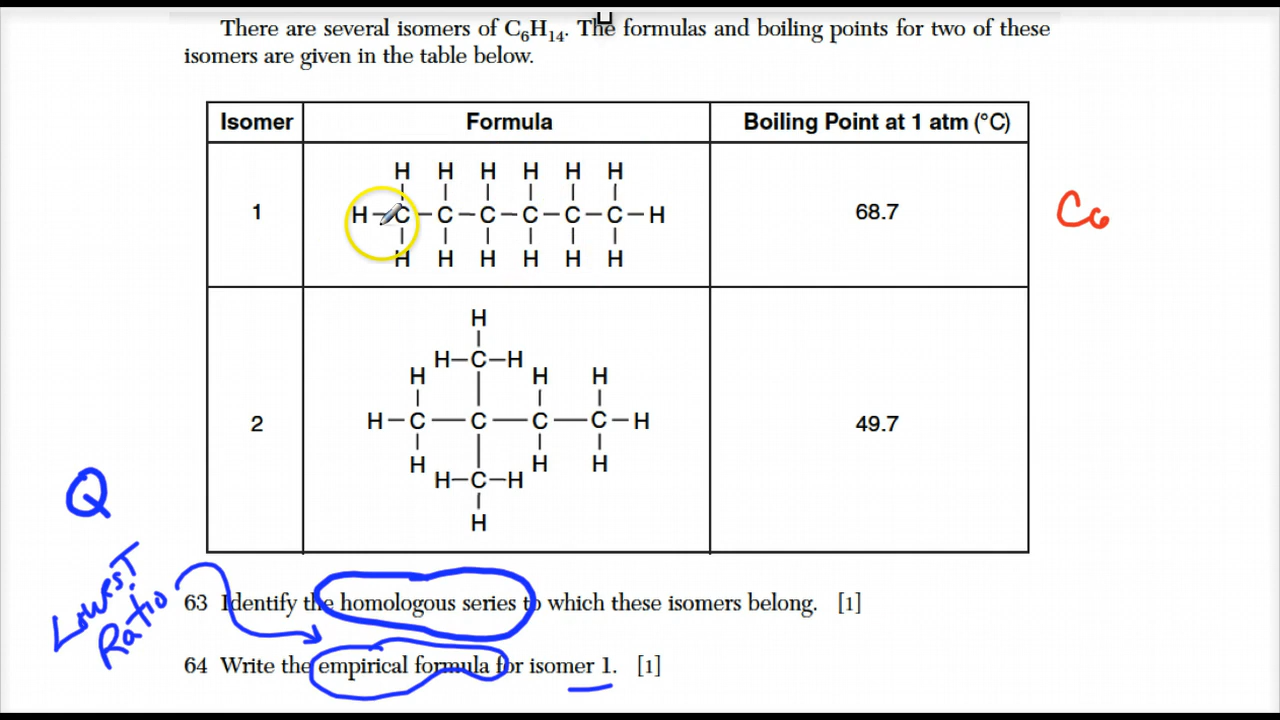 There are several isomers of C6H14. The formulas and boiling points for two of these
isomers are given in the table below.
Isomer Formula Boiling Point at 1 atm (°C)
H H H H H H
1 H–C–C–C–C–C–C–H 68.7 C6
H H H H H H
H
H–C–H
H H H
2 H–C–C–C–C–H 49.7
H H H
H–C–H
H
Q
Lowest
Ratio
63 Identify the homologous series to which these isomers belong. [1]
64 Write the empirical formula for isomer 1. [1]